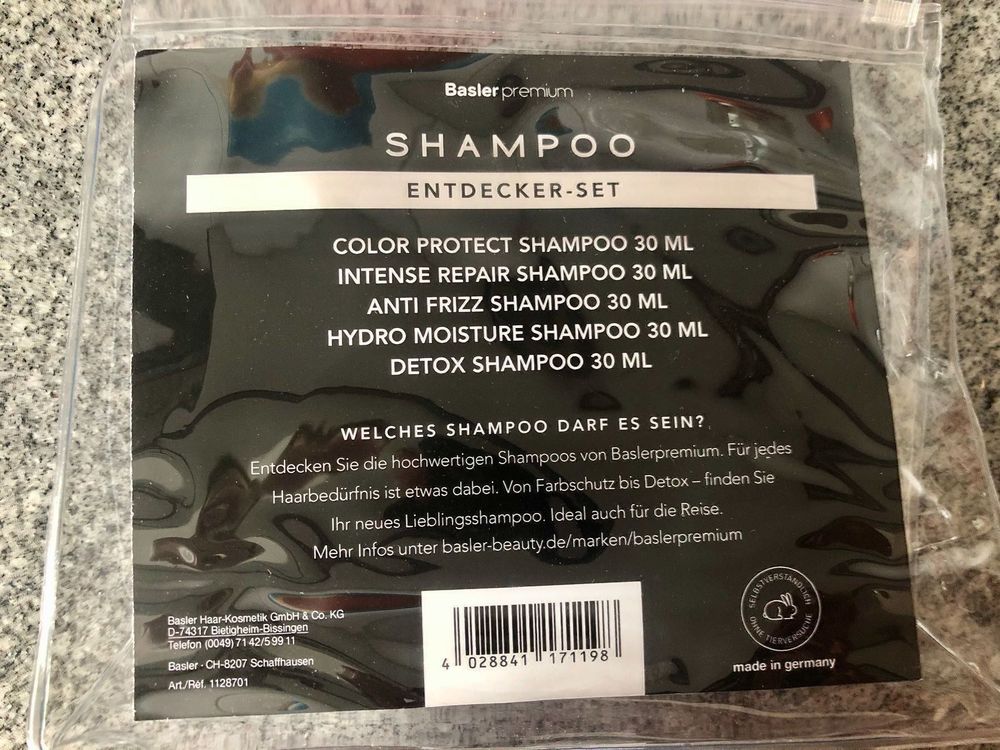 Basler premium
SHAMPOO
ENTDECKER-SET
COLOR PROTECT SHAMPOO 30 ML
INTENSE REPAIR SHAMPOO 30 ML
ANTI FRIZZ SHAMPOO 30 ML
HYDRO MOISTURE SHAMPOO 30 ML
DETOX SHAMPOO 30 ML
WELCHES SHAMPOO DARF ES SEIN?
Entdecken Sie die hochwertigen Shampoos von Baslerpremium. Für jedes
Haarbedürfnis ist etwas dabei. Von Farbschutz bis Detox – finden Sie
Ihr neues Lieblingsshampoo. Ideal auch für die Reise.
Mehr Infos unter basler-beauty.de/marken/baslerpremium
Basler Haar-Kosmetik GmbH & Co. KG
D-74317 Bietigheim-Bissingen
Telefon (0049) 71 42/5 99 11
Basler · CH-8207 Schaffhausen
Art./Réf. 1128701
4 028841 171198
SELBSTVERSTÄNDLICH
OHNE TIERVERSUCHE
made in germany